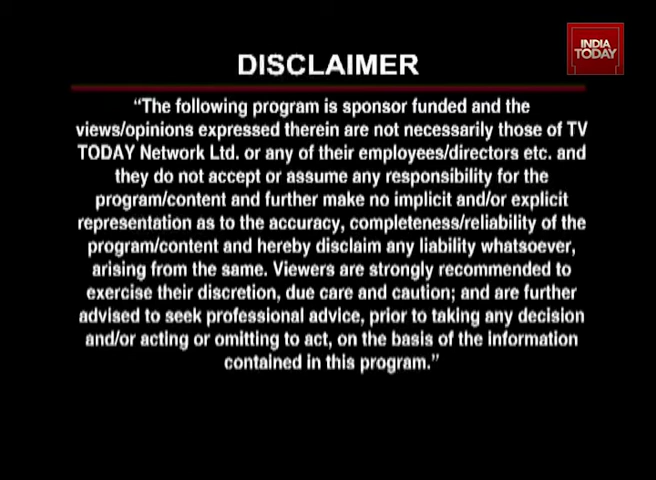 INDIA
TODAY
DISCLAIMER
“The following program is sponsor funded and the
views/opinions expressed therein are not necessarily those of TV
TODAY Network Ltd. or any of their employees/directors etc. and
they do not accept or assume any responsibility for the
program/content and further make no implicit and/or explicit
representation as to the accuracy, completeness/reliability of the
program/content and hereby disclaim any liability whatsoever,
arising from the same. Viewers are strongly recommended to
exercise their discretion, due care and caution; and are further
advised to seek professional advice, prior to taking any decision
and/or acting or omitting to act, on the basis of the information
contained in this program.”